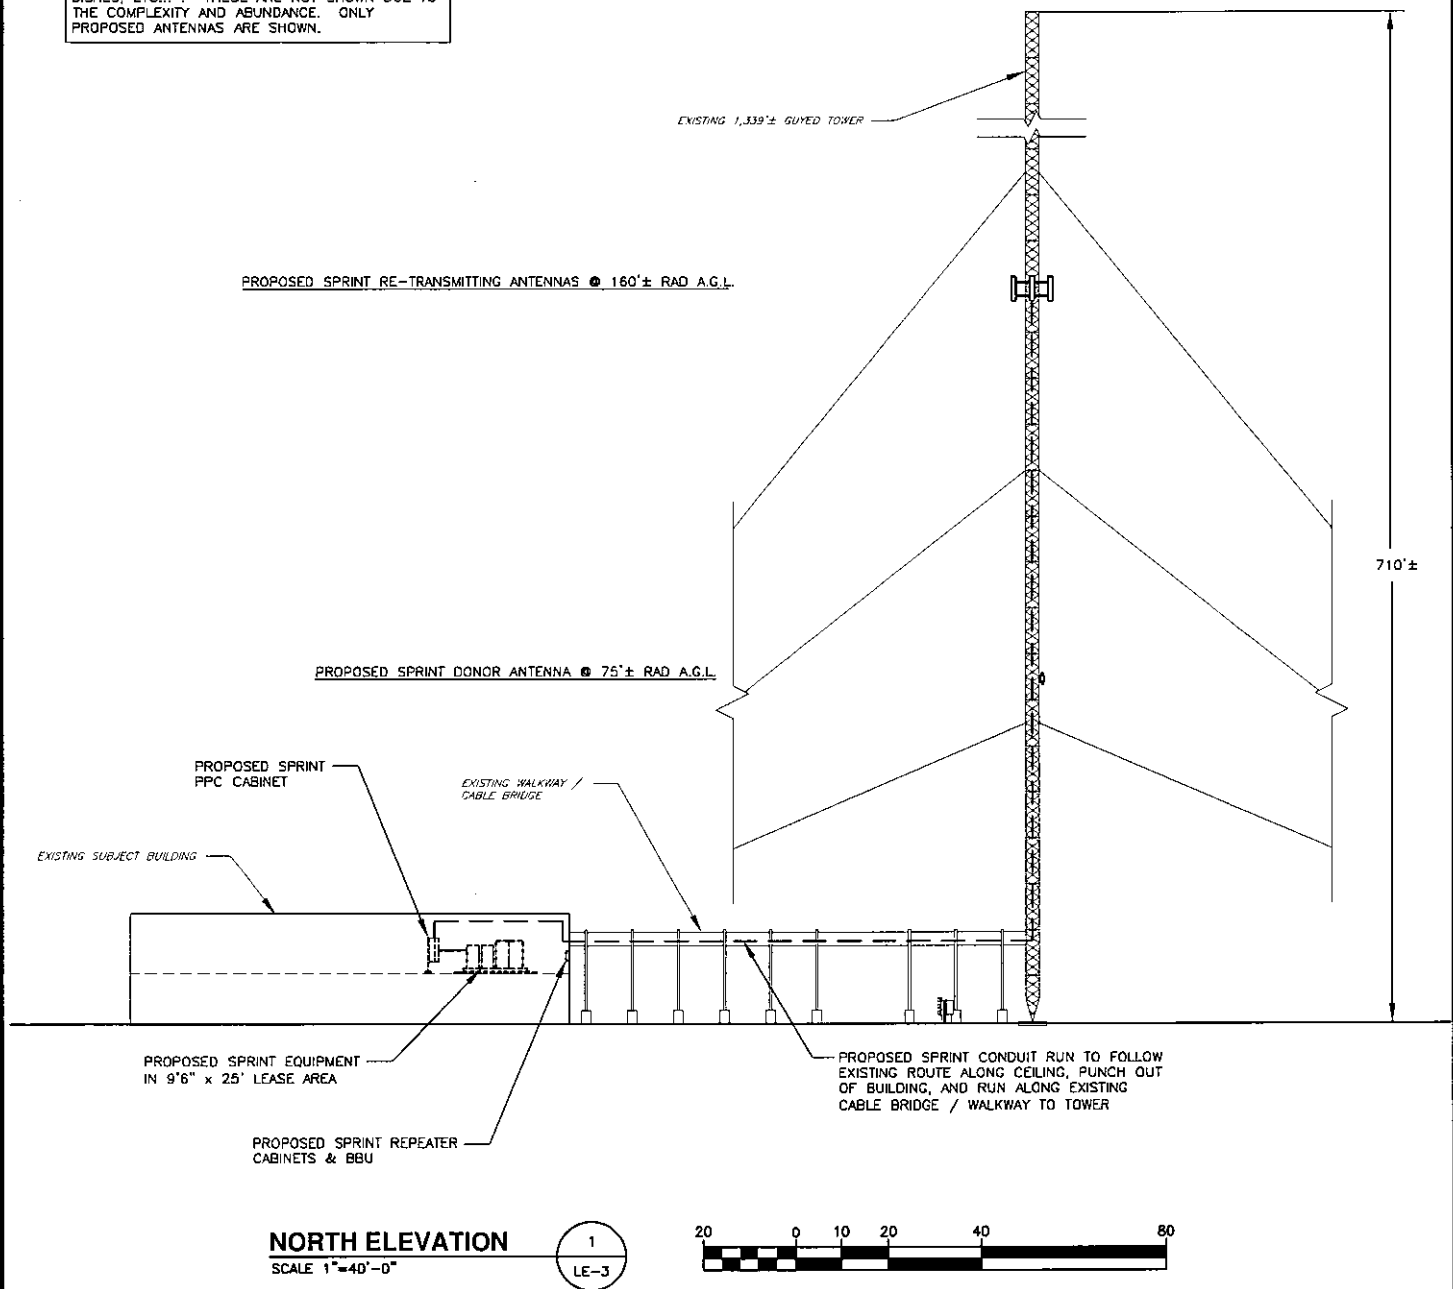 THE COMPLEXITY AND ABUNDANCE. ONLY
PROPOSED ANTENNAS ARE SHOWN.
EXISTING 1,339'± GUYED TOWER
PROPOSED SPRINT RE-TRANSMITTING ANTENNAS @ 160'± RAD A.G.L.
710'±
PROPOSED SPRINT DONOR ANTENNA @ 75'± RAD A.G.L.
PROPOSED SPRINT
PPC CABINET
EXISTING WALKWAY /
CABLE BRIDGE
EXISTING SUBJECT BUILDING
PROPOSED SPRINT EQUIPMENT
IN 9'6" x 25' LEASE AREA
PROPOSED SPRINT CONDUIT RUN TO FOLLOW
EXISTING ROUTE ALONG CEILING, PUNCH OUT
OF BUILDING, AND RUN ALONG EXISTING
CABLE BRIDGE / WALKWAY TO TOWER
PROPOSED SPRINT REPEATER
CABINETS & BBU
NORTH ELEVATION
SCALE 1"=40'-0"
1
LE-3
20 0 10 20 40 80